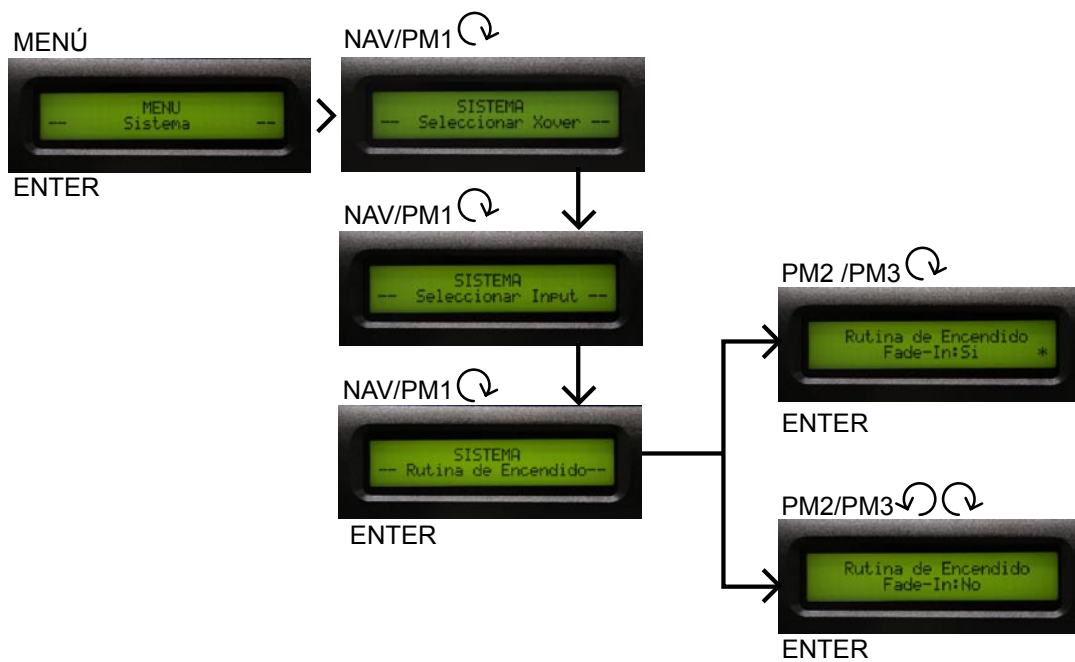 MENÚ
MENU
-- Sistema --
ENTER
NAV/PM1
SISTEMA
-- Seleccionar Xover --
NAV/PM1
SISTEMA
-- Seleccionar Input --
NAV/PM1
SISTEMA
-- Rutina de Encendido--
ENTER
PM2 /PM3
Rutina de Encendido
Fade-In:Si *
ENTER
PM2/PM3
Rutina de Encendido
Fade-In:No
ENTER